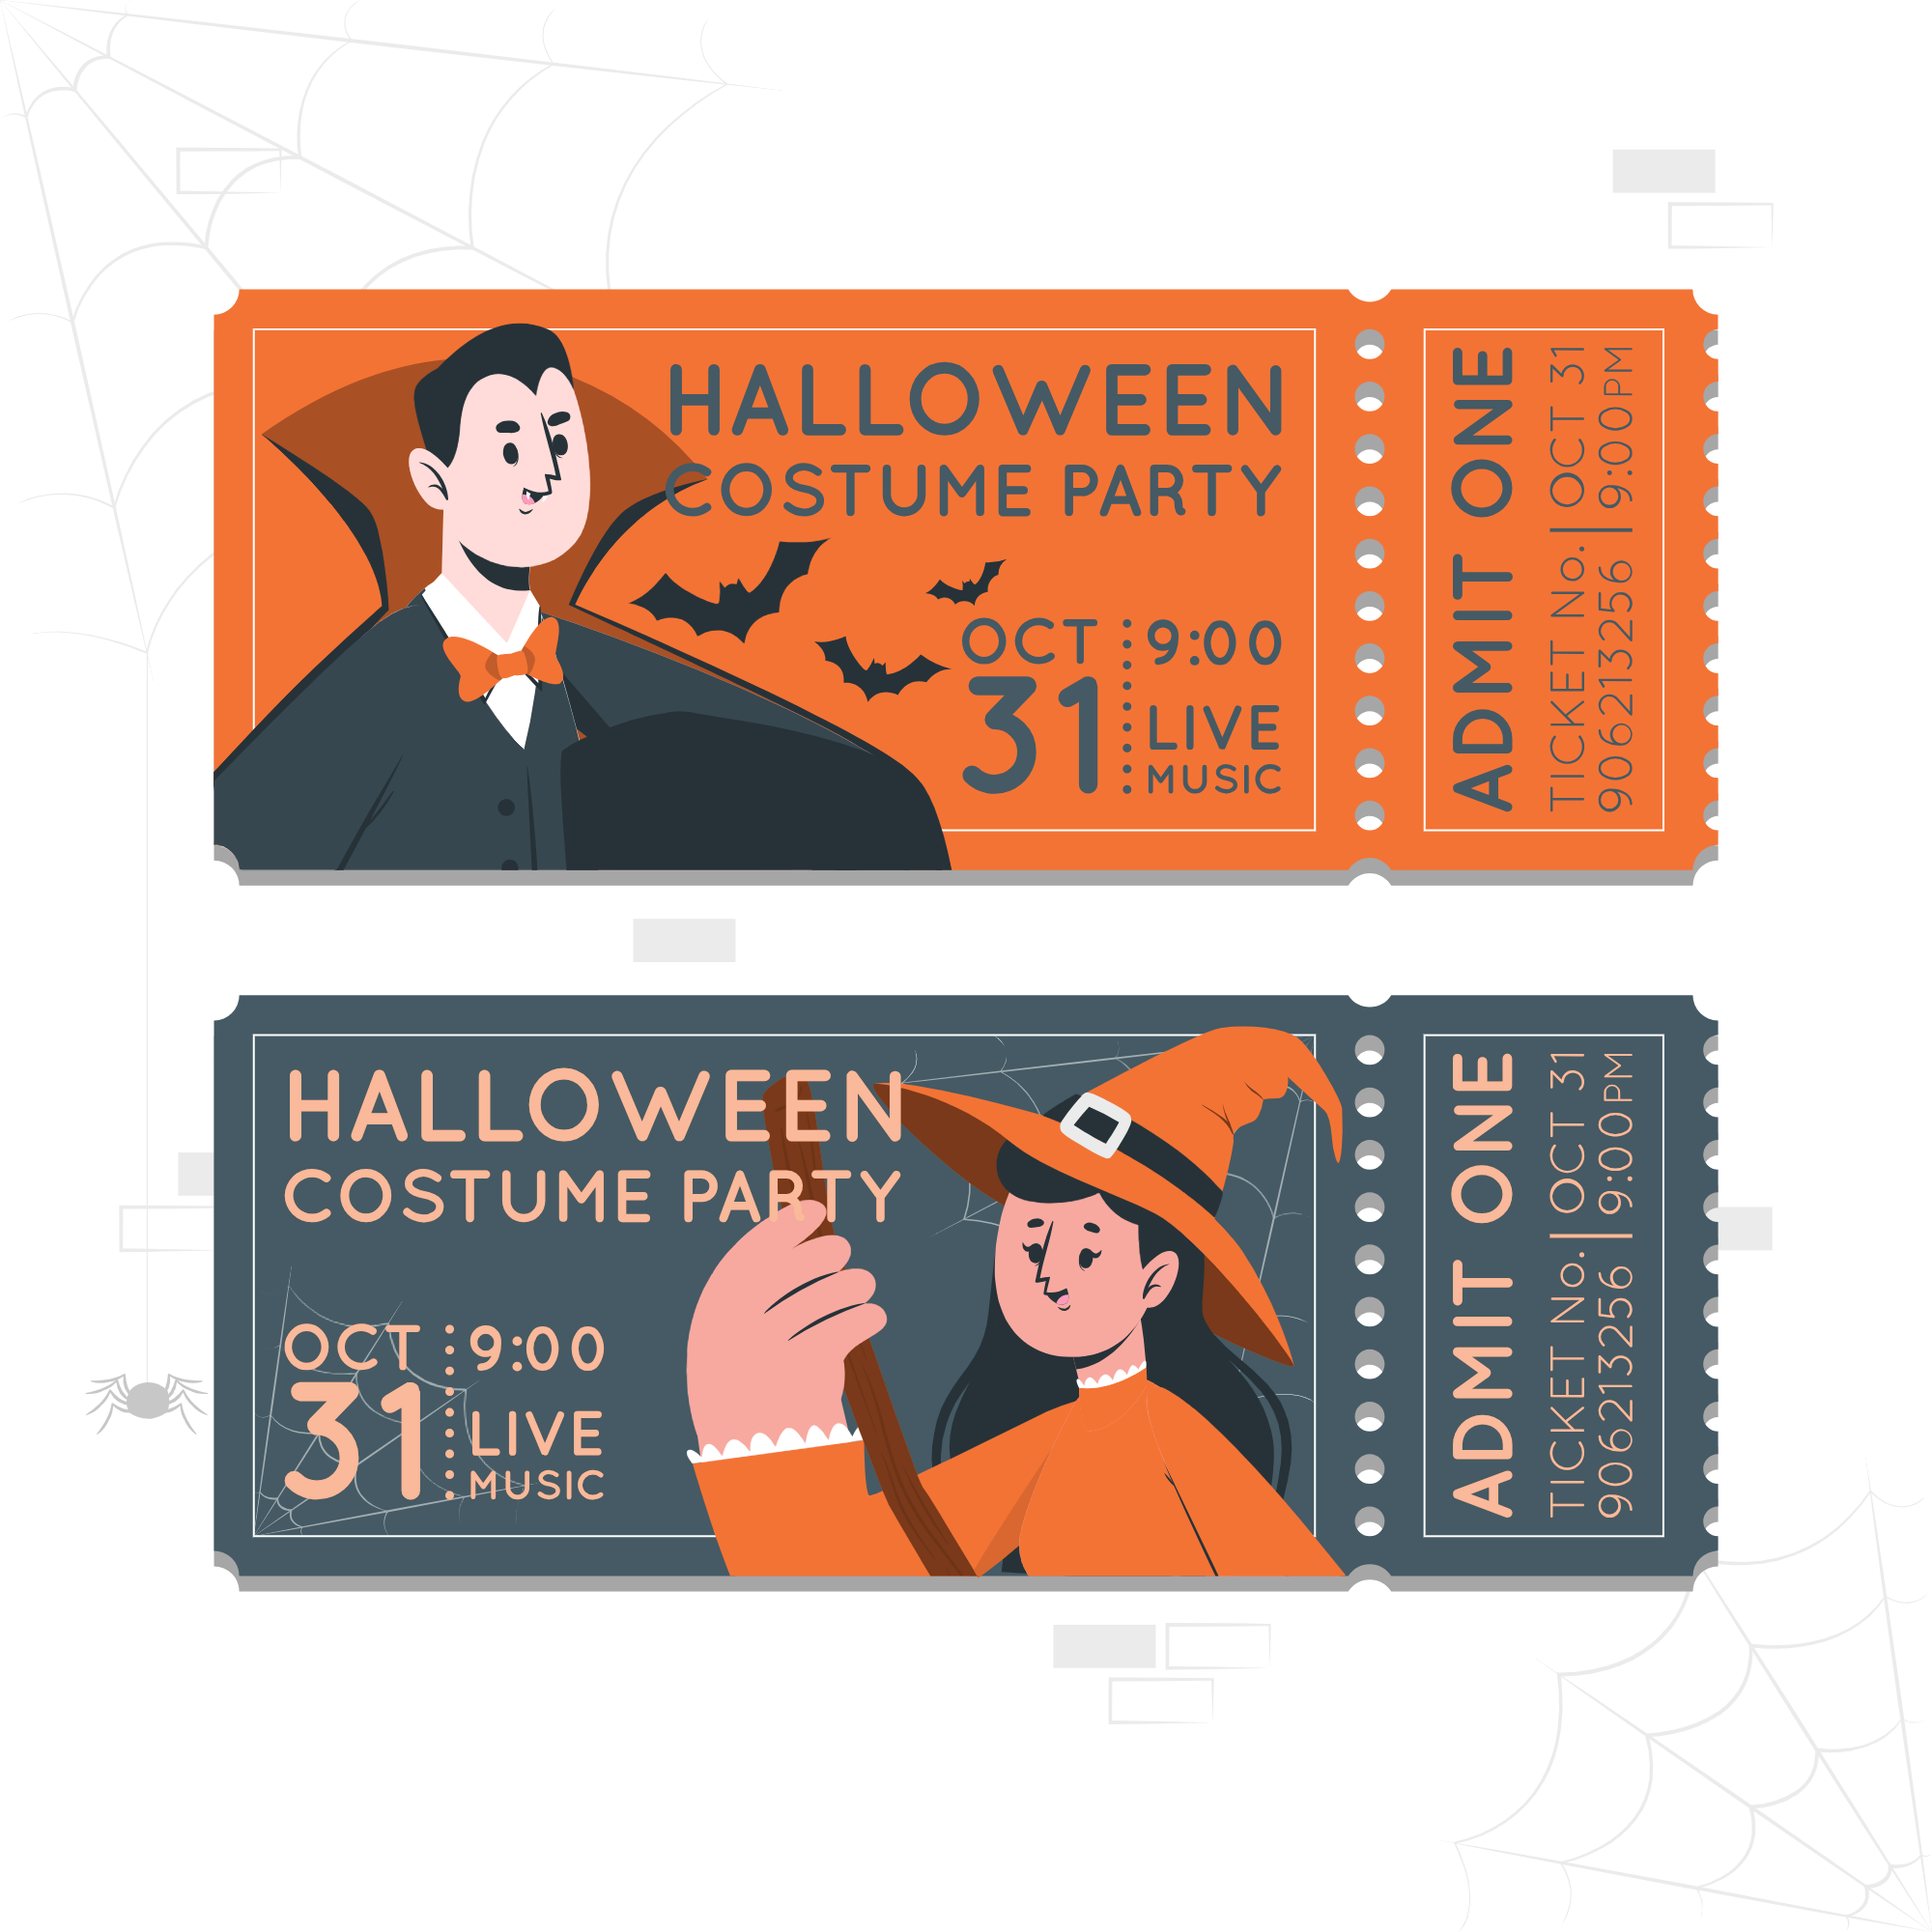 HALLOWEEN
COSTUME PARTY
OCT
31
9:00
LIVE
MUSIC
ADMIT ONE
TICKET No. | OCT 31
906213256 | 9:00PM
HALLOWEEN
COSTUME PARTY
OCT
31
9:00
LIVE
MUSIC
ADMIT ONE
TICKET No. | OCT 31
906213256 | 9:00PM